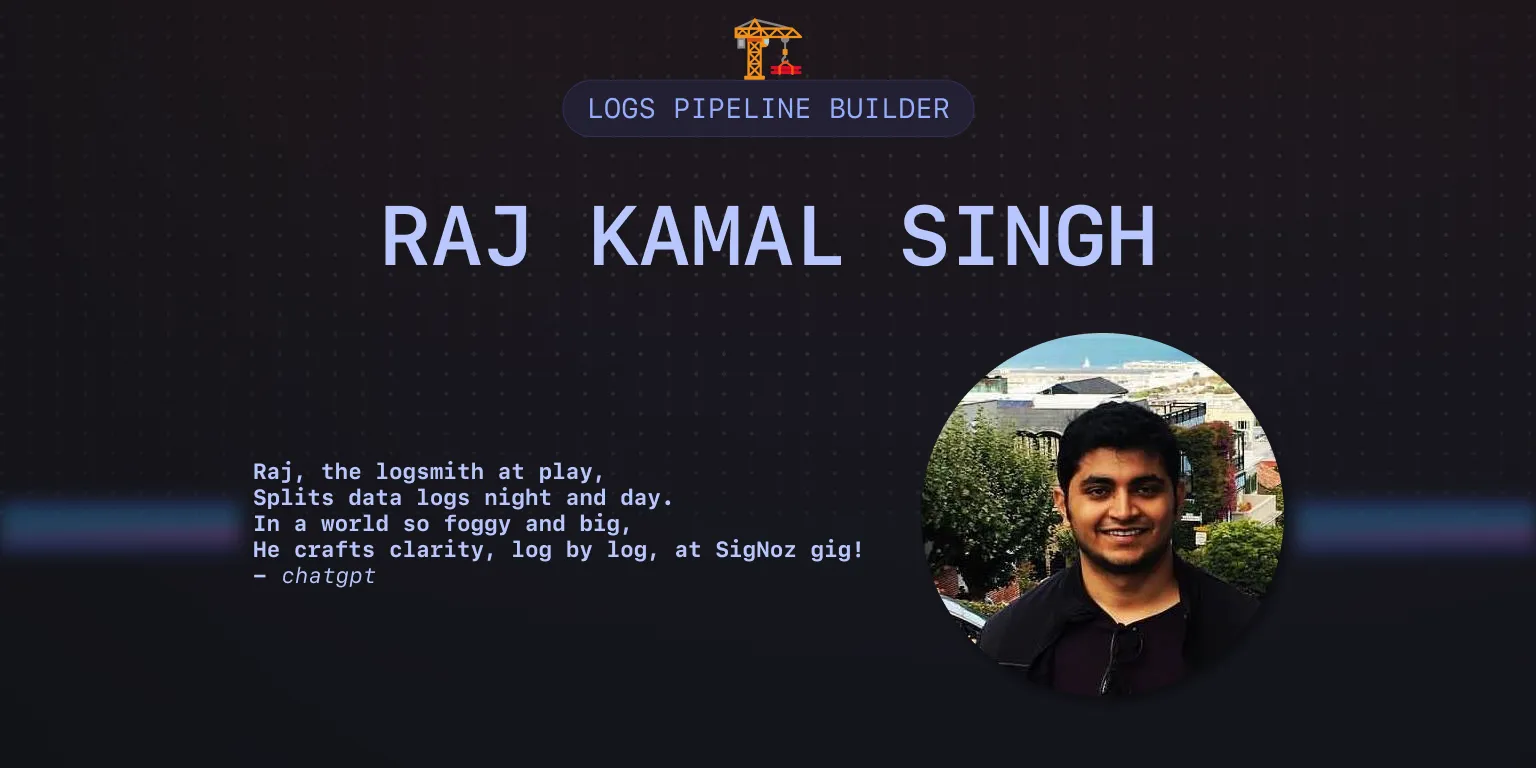 LOGS PIPELINE BUILDER
RAJ KAMAL SINGH
Raj, the logsmith at play,
Splits data logs night and day.
In a world so foggy and big,
He crafts clarity, log by log, at SigNoz gig!
– chatgpt